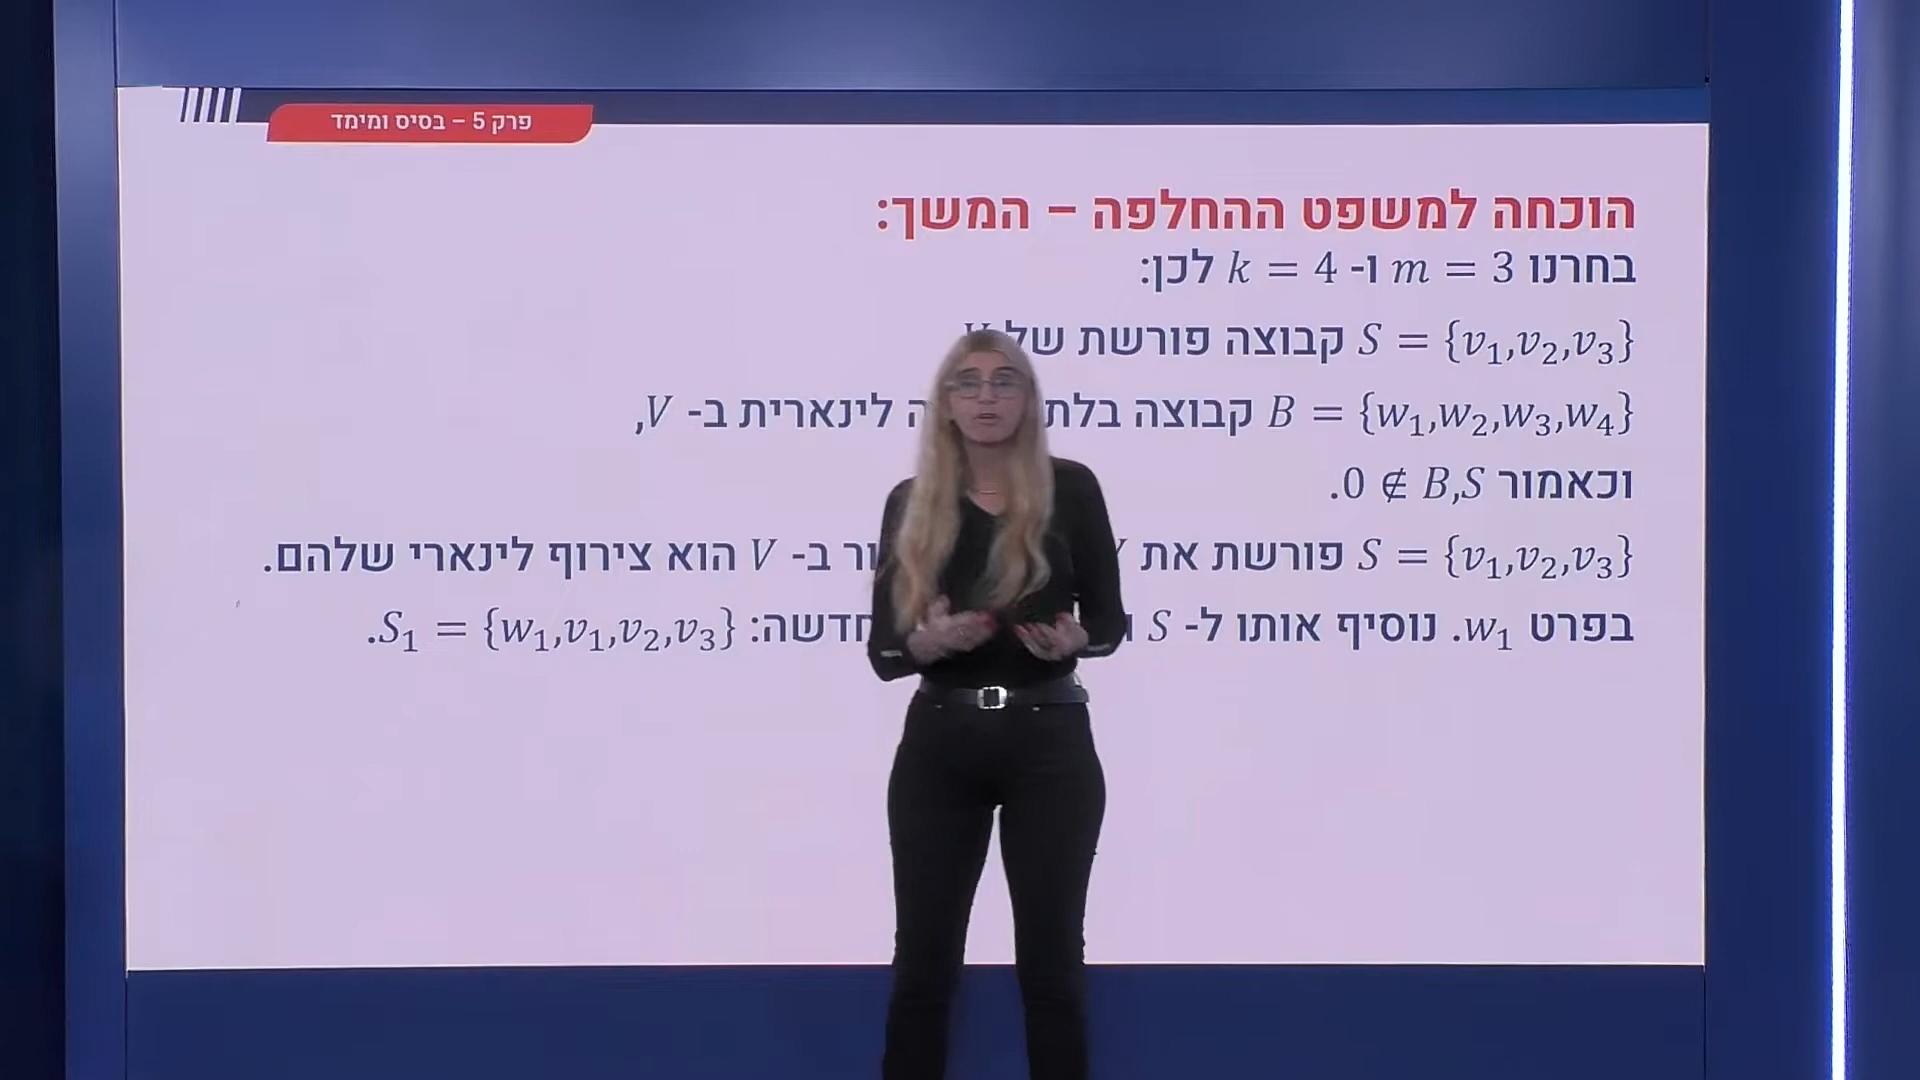 פרק 5 – בסיס ומימד
הוכחה למשפט ההחלפה – המשך:
בחרנו m = 3 ו- k = 4 לכן:
S = {v₁,v₂,v₃} קבוצה פורשת של
B = {w₁,w₂,w₃,w₄} קבוצה לינארית ב- V,
וכאמור 0 ∉ B,S.
S = {v₁,v₂,v₃} פורשת את ב- V הוא צירוף לינארי שלהם.
בפרט w₁. נוסיף אותו ל- S חדשה: S₁ = {w₁,v₁,v₂,v₃}.